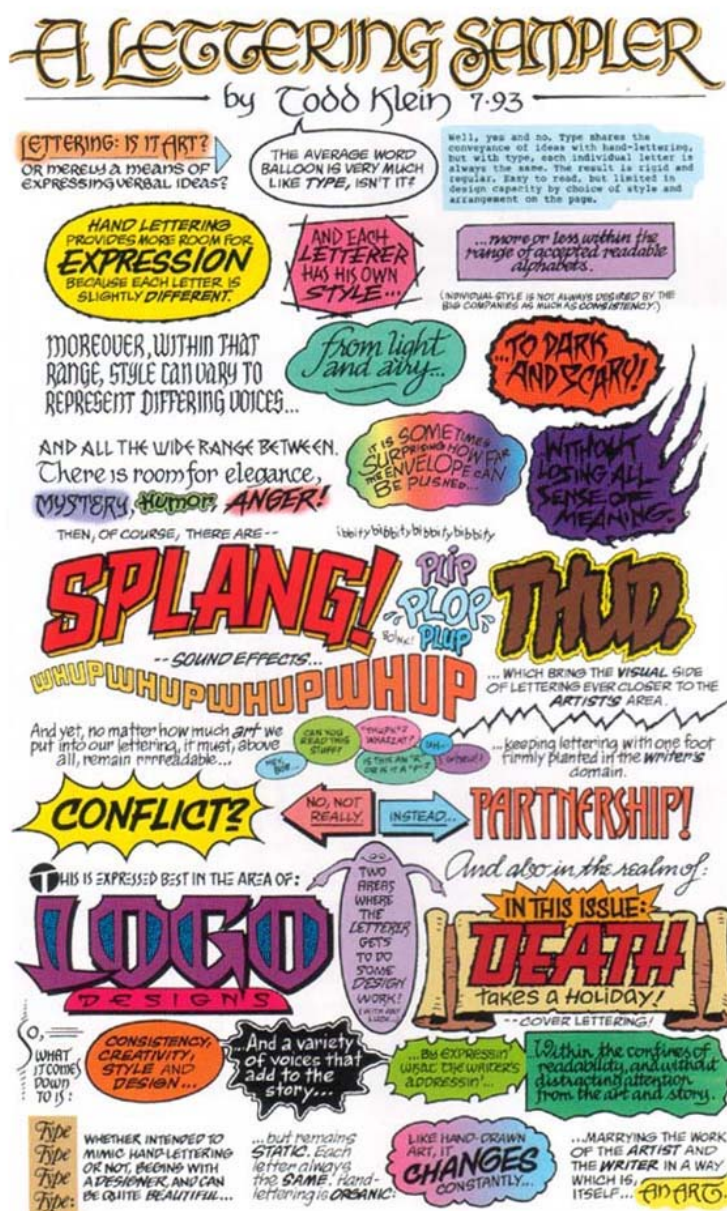 A LETTERING SAMPLER
by Todd Klein 7·93
LETTERING: IS IT ART?
OR MERELY A MEANS OF
EXPRESSING VERBAL IDEAS?
THE AVERAGE WORD
BALLOON IS VERY MUCH
LIKE TYPE, ISN'T IT?
Well, yes and no. Type shares the
conveyance of ideas with hand-lettering,
but with type, each individual letter is
always the same. The result is rigid and
regular. Easy to read, but limited in
design capacity by choice of style and
arrangement on the page.
HAND LETTERING
PROVIDES MORE ROOM FOR
EXPRESSION
BECAUSE EACH LETTER IS
SLIGHTLY DIFFERENT.
AND EACH
LETTERER
HAS HIS OWN
STYLE...
...more or less within the
range of accepted readable
alphabets.
(INDIVIDUAL STYLE IS NOT ALWAYS DESIRED BY THE
BIG COMPANIES AS MUCH AS CONSISTENCY.)
MOREOVER, WITHIN THAT
RANGE, STYLE CAN VARY TO
REPRESENT DIFFERING VOICES...
from light
and airy...
...TO DARK
AND SCARY!
AND ALL THE WIDE RANGE BETWEEN.
There is room for elegance,
MYSTERY, Humor, ANGER!
IT IS SOMETIMES
SURPRISING HOW FAR
THE ENVELOPE CAN
BE PUSHED...
WITHOUT
LOSING ALL
SENSE OF
MEANING.
THEN, OF COURSE, THERE ARE--
ibbity bibbity bibbity bibbity
SPLANG!
PLIP
PLOP
BOINK!
PLUP
THUD.
-- SOUND EFFECTS...
WHUPWHUPWHUPWHUP
... WHICH BRING THE VISUAL SIDE
OF LETTERING EVER CLOSER TO THE
ARTIST'S AREA.
And yet, no matter how much art we
put into our lettering, it must, above
all, remain rrrreadable...
HEY, BOB...
CAN YOU
READ THIS
STUFF?
"THUPK"?
WHAZZAT?
IS THIS AN "R"
OR IS IT A "P"?
UH--
...keeping lettering with one foot
firmly planted in the writer's
domain.
CONFLICT?
NO, NOT
REALLY.
INSTEAD...
PARTNERSHIP!
THIS IS EXPRESSED BEST IN THE AREA OF:
LOGO
DESIGNS
TWO
AREAS
WHERE
THE
LETTERER
GETS
TO DO
SOME
DESIGN
WORK!
(WITH ANY
LUCK...)
And also in the realm of:
IN THIS ISSUE:
DEATH
takes a HOLIDAY!
-- COVER LETTERING!
SO,
WHAT
IT COMES
DOWN
TO IS:
CONSISTENCY,
CREATIVITY,
STYLE AND
DESIGN...
...And a variety
of voices that
add to the
story...
...BY EXPRESSIN'
WHAT THE WRITER'S
ADDRESSIN'...
Within the confines of
readability, and without
distracting attention
from the art and story.
Type
Type
Type
Type:
WHETHER INTENDED TO
MIMIC HAND-LETTERING
OR NOT, BEGINS WITH
A DESIGNER, AND CAN
BE QUITE BEAUTIFUL...
...but remains
STATIC. Each
letter always
the SAME. Hand-
lettering is ORGANIC:
LIKE HAND-DRAWN
ART, IT
CHANGES
CONSTANTLY...
...MARRYING THE WORK
OF THE ARTIST AND
THE WRITER IN A WAY
WHICH IS,
ITSELF... AN ART.